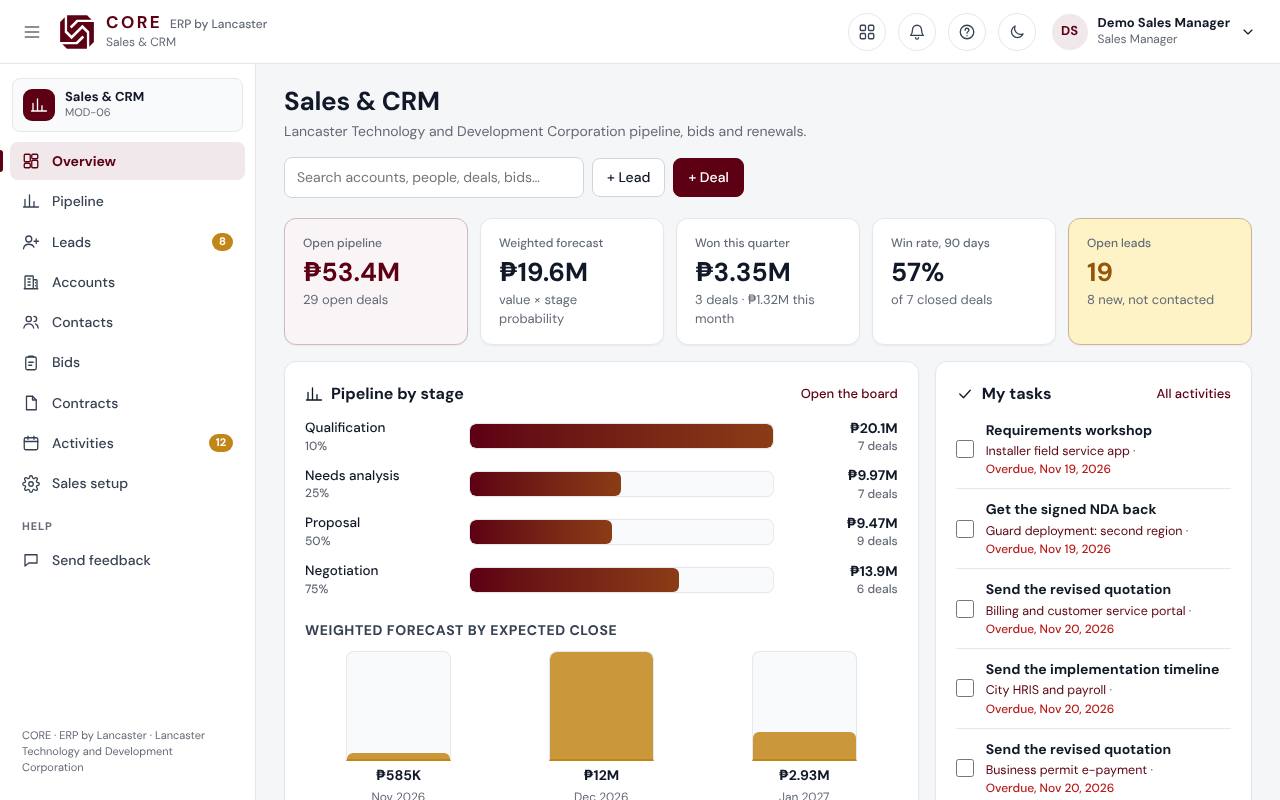 CORE ERP by Lancaster
Sales & CRM
DS
Demo Sales Manager
Sales Manager
Sales & CRM
MOD-06
Overview
Pipeline
Leads 8
Accounts
Contacts
Bids
Contracts
Activities 12
Sales setup
HELP
Send feedback
CORE · ERP by Lancaster · Lancaster
Technology and Development
Corporation
Sales & CRM
Lancaster Technology and Development Corporation pipeline, bids and renewals.
Search accounts, people, deals, bids...
+ Lead
+ Deal
Open pipeline
₱53.4M
29 open deals
Weighted forecast
₱19.6M
value × stage
probability
Won this quarter
₱3.35M
3 deals · ₱1.32M this
month
Win rate, 90 days
57%
of 7 closed deals
Open leads
19
8 new, not contacted
Pipeline by stage
Open the board
Qualification
10%
₱20.1M
7 deals
Needs analysis
25%
₱9.97M
7 deals
Proposal
50%
₱9.47M
9 deals
Negotiation
75%
₱13.9M
6 deals
WEIGHTED FORECAST BY EXPECTED CLOSE
₱585K
Nov 2026
₱12M
Dec 2026
₱2.93M
Jan 2027
My tasks
All activities
Requirements workshop
Installer field service app ·
Overdue, Nov 19, 2026
Get the signed NDA back
Guard deployment: second region ·
Overdue, Nov 19, 2026
Send the revised quotation
Billing and customer service portal ·
Overdue, Nov 20, 2026
Send the implementation timeline
City HRIS and payroll ·
Overdue, Nov 20, 2026
Send the revised quotation
Business permit e-payment ·
Overdue, Nov 20, 2026